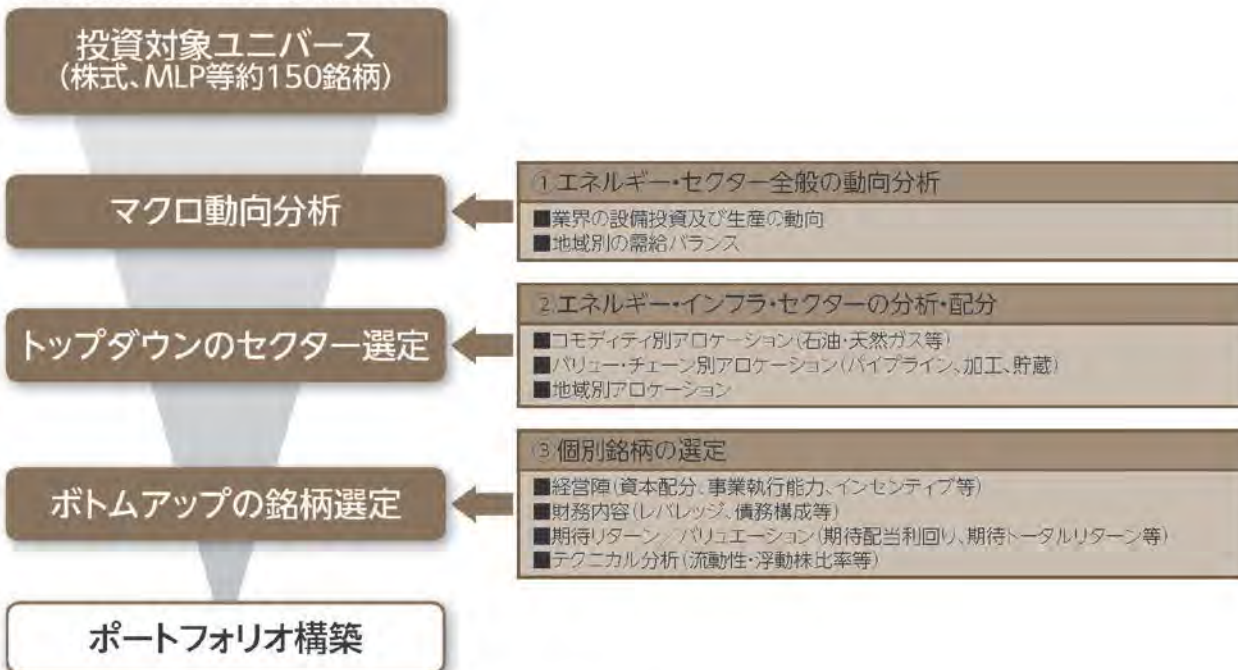 投資対象ユニバース
(株式、MLP等約150銘柄)
マクロ動向分析
①エネルギー・セクター全般の動向分析
■業界の設備投資及び生産の動向
■地域別の需給バランス
トップダウンのセクター選定
②エネルギー・インフラ・セクターの分析・配分
■コモディティ別アロケーション(石油・天然ガス等)
■バリュー・チェーン別アロケーション(パイプライン、加工、貯蔵)
■地域別アロケーション
ボトムアップの銘柄選定
③個別銘柄の選定
■経営陣(資本配分、事業執行能力、インセンティブ等)
■財務内容(レバレッジ、債務構成等)
■期待リターン/バリュエーション(期待配当利回り、期待トータルリターン等)
■テクニカル分析(流動性・浮動株比率等)
ポートフォリオ構築